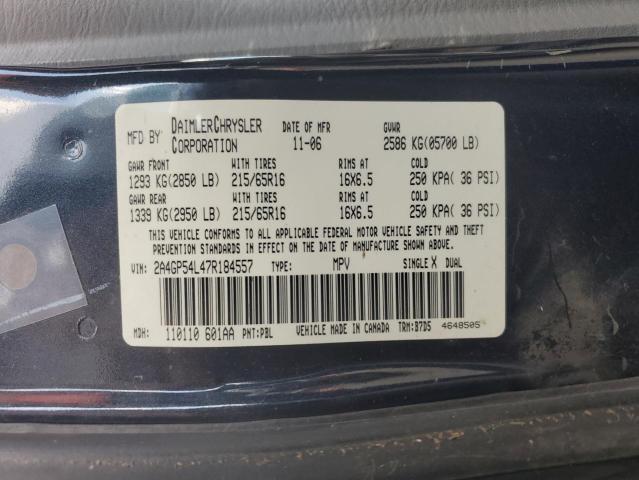 MFD BY DAIMLERCHRYSLER CORPORATION DATE OF MFR 11-06 GVWR 2586 KG(05700 LB)
GAWR FRONT WITH TIRES RIMS AT COLD
1293 KG(2850 LB) 215/65R16 16X6.5 250 KPA( 36 PSI)
GAWR REAR WITH TIRES RIMS AT COLD
1339 KG(2950 LB) 215/65R16 16X6.5 250 KPA( 36 PSI)
THIS VEHICLE CONFORMS TO ALL APPLICABLE FEDERAL MOTOR VEHICLE SAFETY AND THEFT
PREVENTION STANDARDS IN EFFECT ON THE DATE OF MANUFACTURE SHOWN ABOVE.
VIN: 2A4GP54L47R184557 TYPE: MPV SINGLE X DUAL
MDH: 110110 601AA PNT:PBL VEHICLE MADE IN CANADA TRM:B7D5 4648505